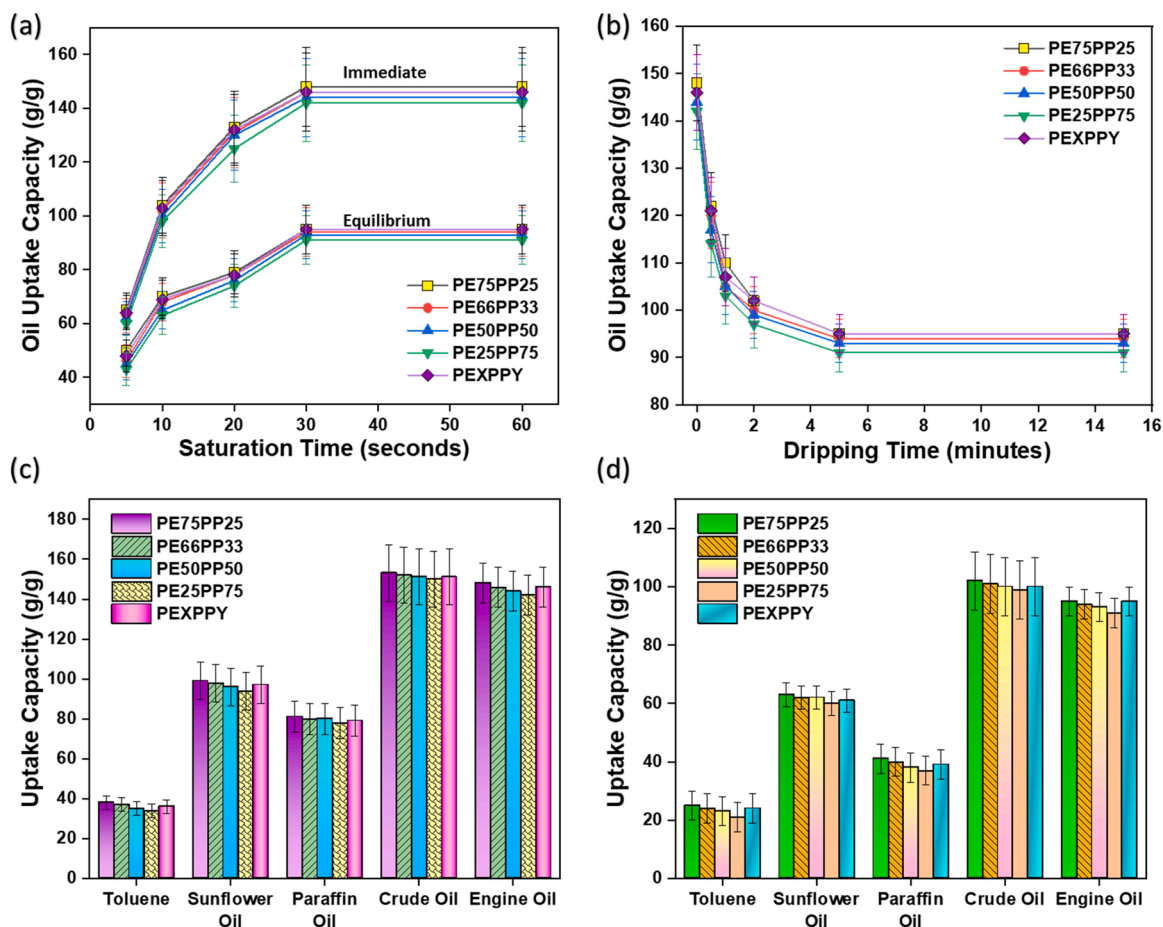 (a)
Oil Uptake Capacity (g/g)
160
140
120
100
80
60
40
Immediate
Equilibrium
PE75PP25
PE66PP33
PE50PP50
PE25PP75
PEXPPY
0
10
20
30
40
50
60
Saturation Time (seconds)
(b)
Oil Uptake Capacity (g/g)
160
150
140
130
120
110
100
90
80
PE75PP25
PE66PP33
PE50PP50
PE25PP75
PEXPPY
0
2
4
6
8
10
12
14
16
Dripping Time (minutes)
(c)
Uptake Capacity (g/g)
180
160
140
120
100
80
60
40
20
0
PE75PP25
PE66PP33
PE50PP50
PE25PP75
PEXPPY
Toluene
Sunflower
Oil
Paraffin
Oil
Crude Oil
Engine Oil
(d)
Uptake Capacity (g/g)
120
100
80
60
40
20
0
PE75PP25
PE66PP33
PE50PP50
PE25PP75
PEXPPY
Toluene
Sunflower
Oil
Paraffin
Oil
Crude Oil
Engine Oil